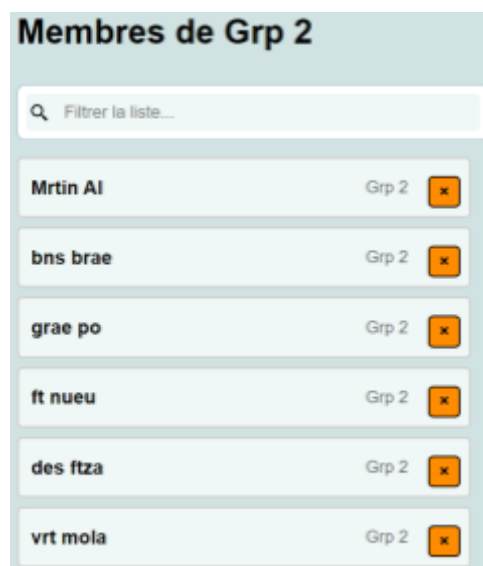 Membres de Grp 2
Filtrer la liste...
Mrtin Al Grp 2 ×
bns brae Grp 2 ×
grae po Grp 2 ×
ft nueu Grp 2 ×
des ftza Grp 2 ×
vrt mola Grp 2 ×